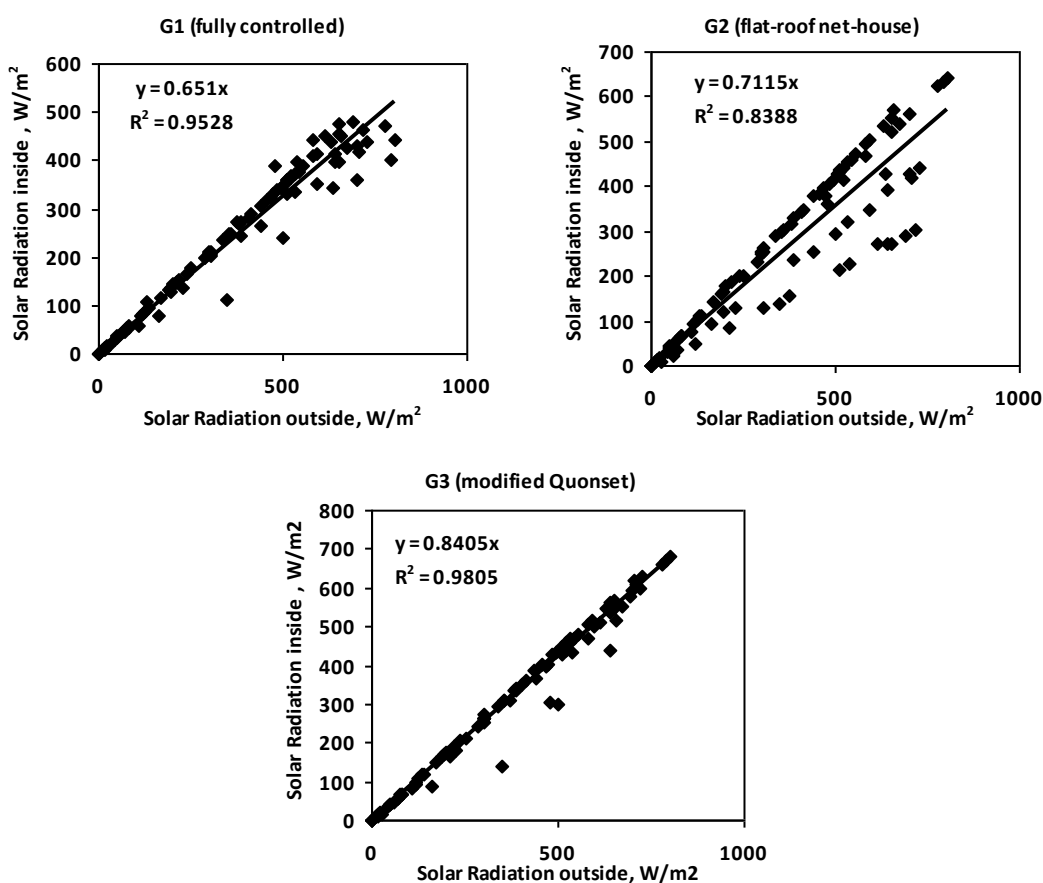 G1 (fully controlled)
Solar Radiation inside , W/m²
600
500
400
300
200
100
0
y = 0.651x
R² = 0.9528
0 500 1000
Solar Radiation outside, W/m²
G2 (flat-roof net-house)
Solar Radiation inside , W/m²
700
600
500
400
300
200
100
0
y = 0.7115x
R² = 0.8388
0 500 1000
Solar Radiation outside, W/m²
G3 (modified Quonset)
Solar Radiation inside , W/m2
800
700
600
500
400
300
200
100
0
y = 0.8405x
R² = 0.9805
0 500 1000
Solar Radiation outside, W/m2